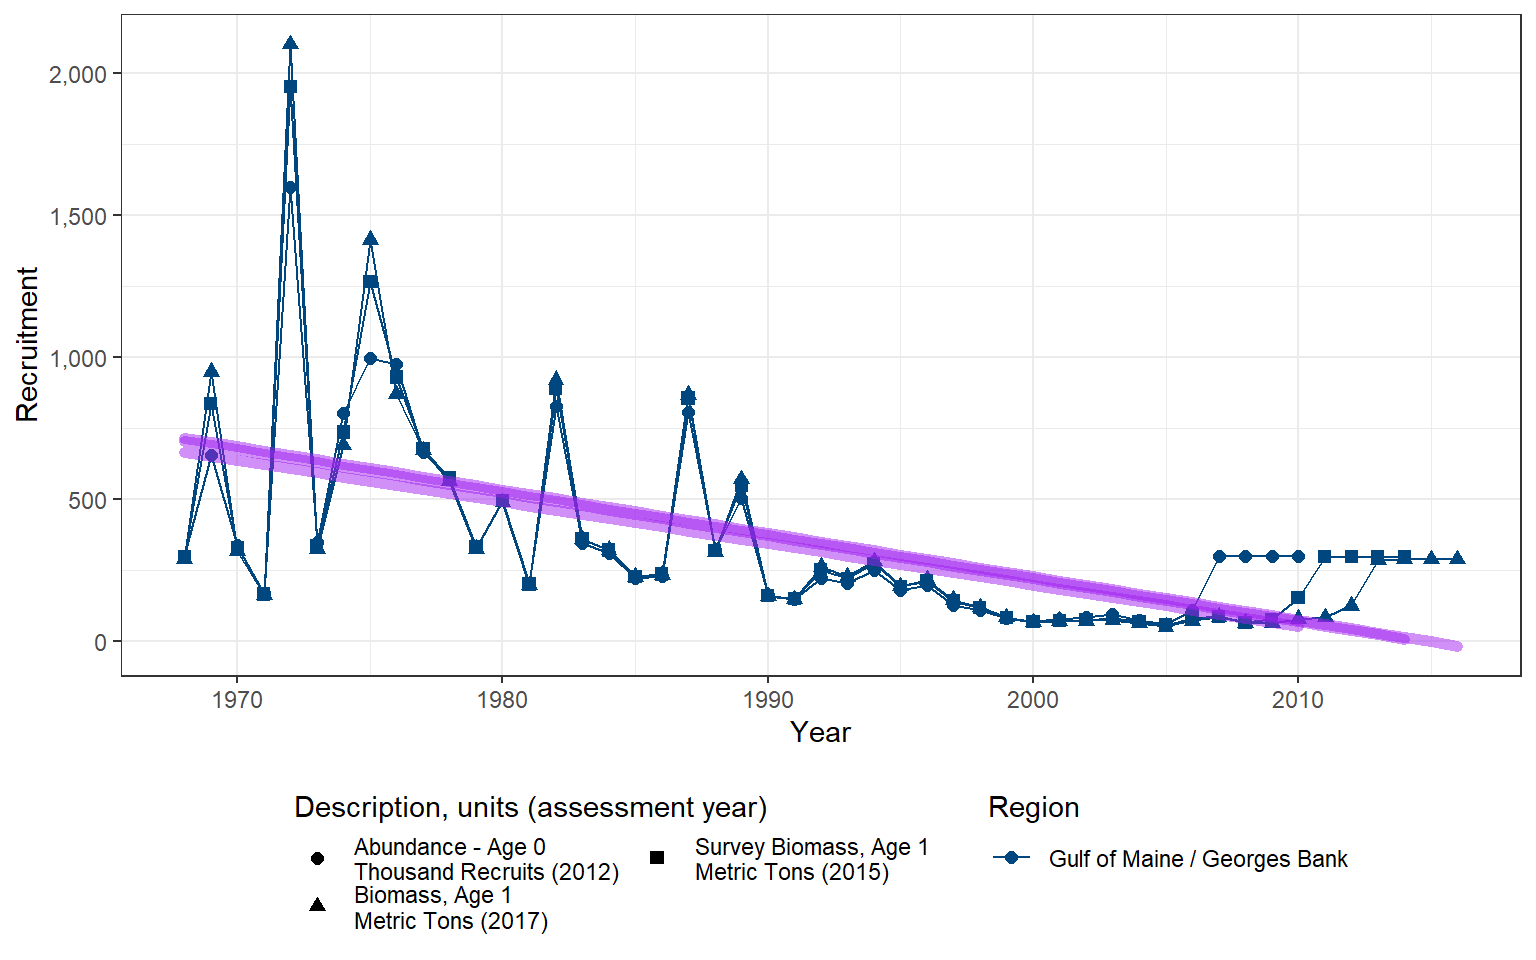 2,000
1,500
1,000
500
0
Recruitment
1970 1980 1990 2000 2010
Year
Description, units (assessment year)
Abundance - Age 0
Thousand Recruits (2012)
Biomass, Age 1
Metric Tons (2017)
Survey Biomass, Age 1
Metric Tons (2015)
Region
Gulf of Maine / Georges Bank